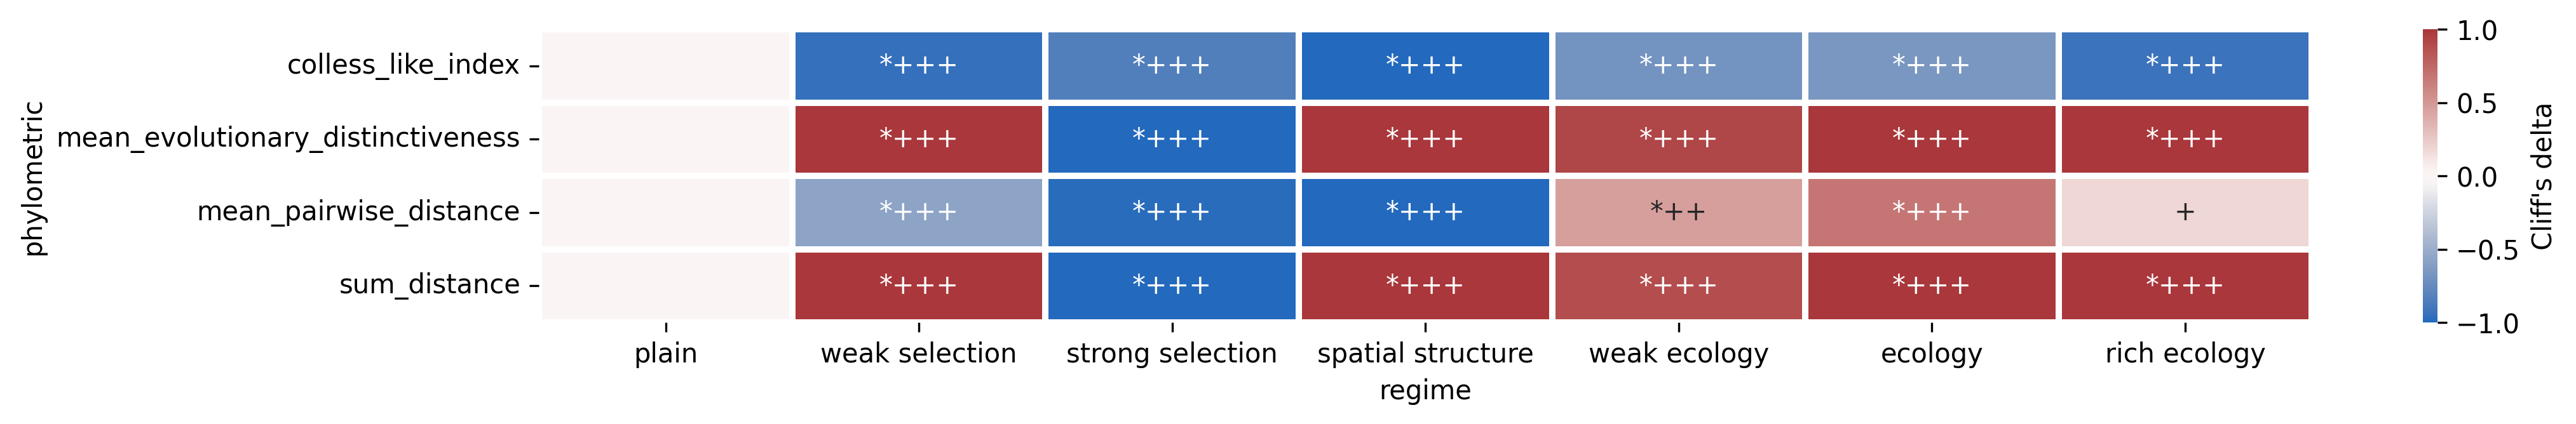 phylometric
colless_like_index *+++ *+++ *+++ *+++ *+++ *+++
mean_evolutionary_distinctiveness *+++ *+++ *+++ *+++ *+++ *+++
mean_pairwise_distance *+++ *+++ *+++ *++ *+++ +
sum_distance *+++ *+++ *+++ *+++ *+++ *+++
plain weak selection strong selection spatial structure weak ecology ecology rich ecology
regime
1.0
0.5
0.0
−0.5
−1.0
Cliff's delta